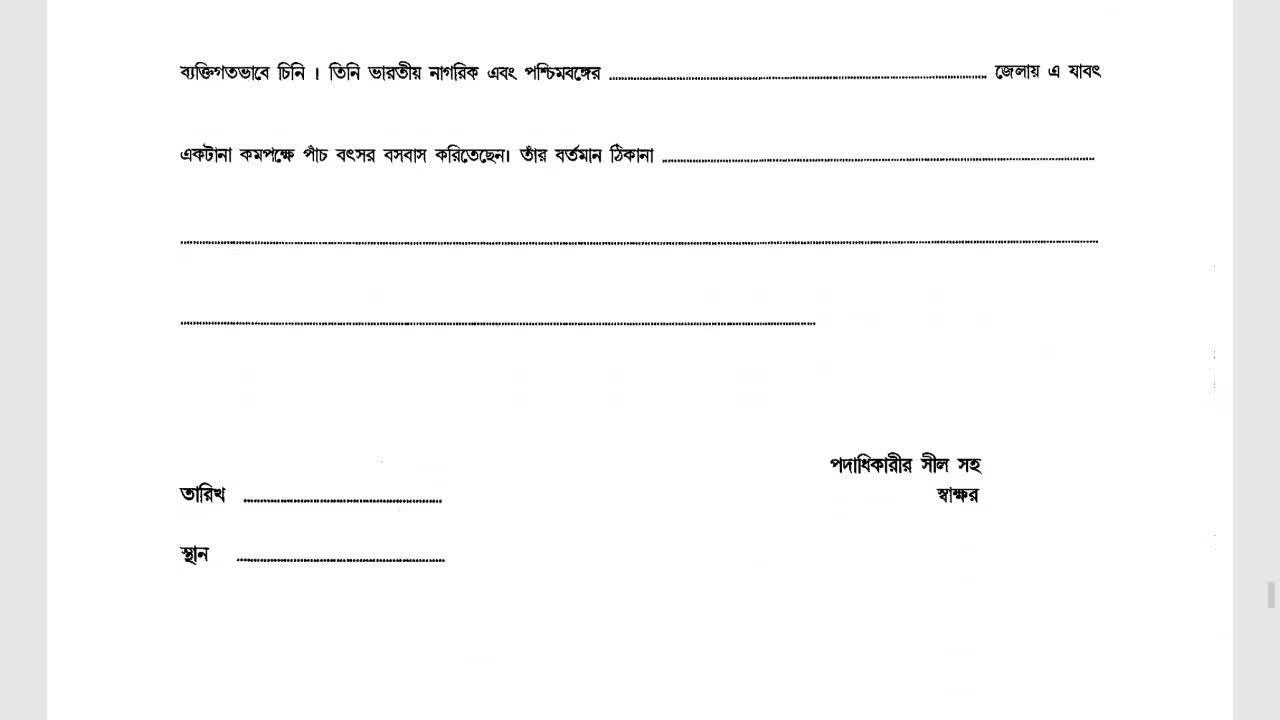 ব্যক্তিগতভাবে চিনি । তিনি ভারতীয় নাগরিক এবং পশ্চিমবঙ্গের ........................ জেলায় এ যাবৎ
একটানা কমপক্ষে পাঁচ বৎসর বসবাস করিতেছেন। তাঁর বর্তমান ঠিকানা ........................
পদাধিকারীর সীল সহ
তারিখ ........................ স্বাক্ষর
স্থান ........................